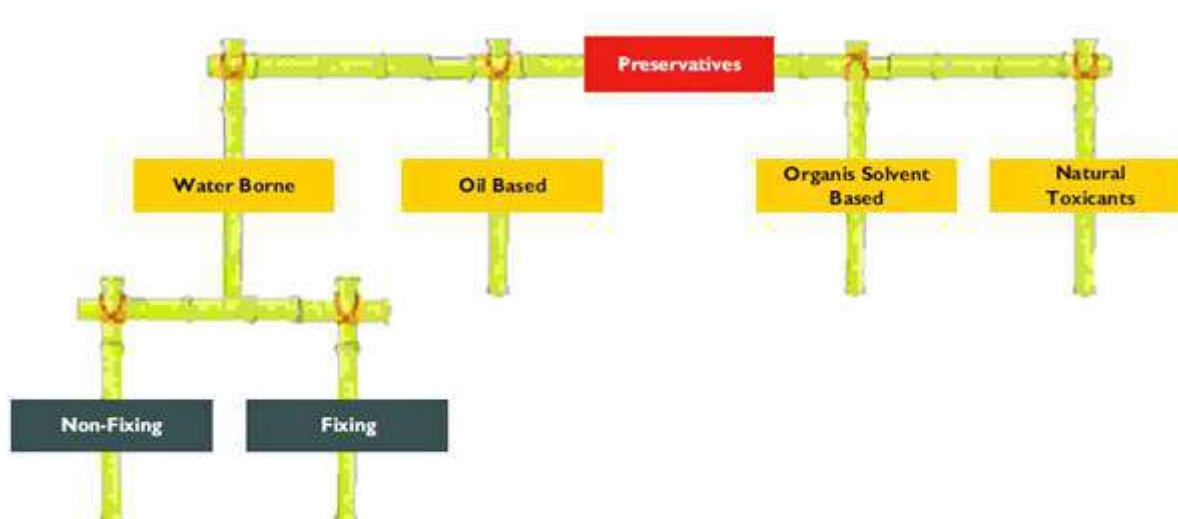 Preservatives
Water Borne
Oil Based
Organis Solvent
Based
Natural
Toxicants
Non-Fixing
Fixing